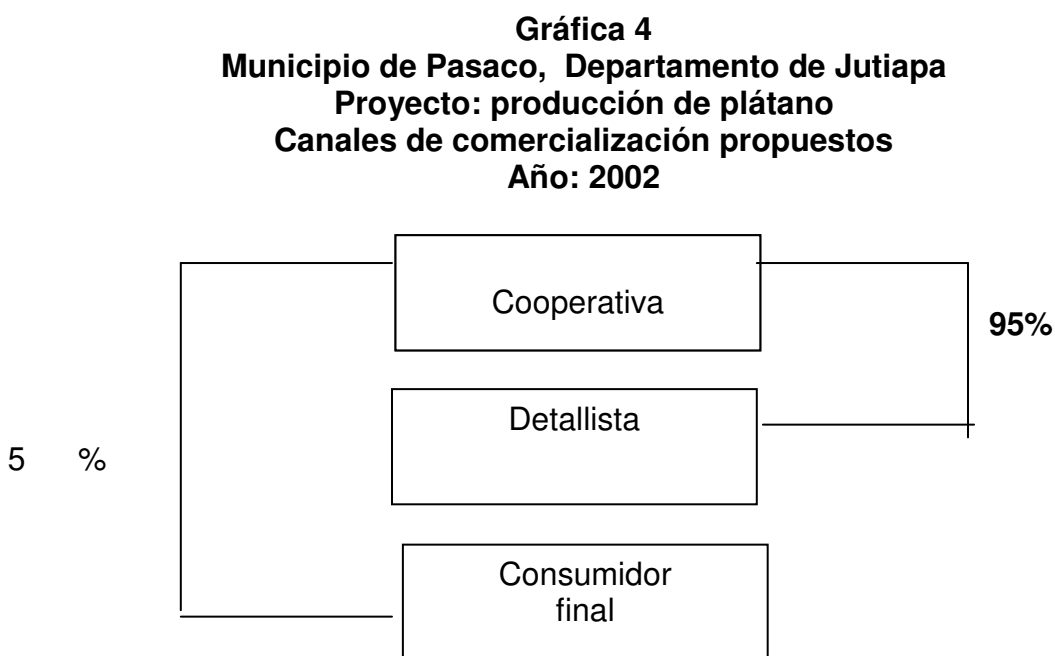 Gráfica 4
Municipio de Pasaco, Departamento de Jutiapa
Proyecto: producción de plátano
Canales de comercialización propuestos
Año: 2002
Cooperativa
95%
Detallista
5 %
Consumidor
final